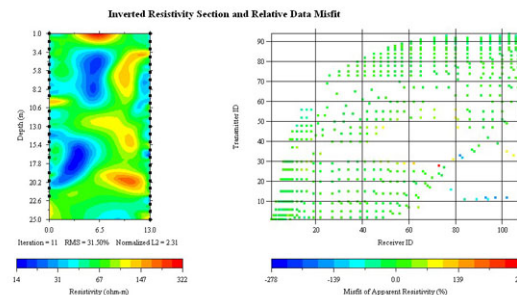 Inverted Resistivity Section and Relative Data Misfit
1.0
3.4
5.8
8.2
10.6
13.0
15.4
17.8
20.2
22.6
25.0
Depth (m)
0.0 6.5 13.0
Iteration = 11 RMS = 31.50% Normalized L2 = 2.31
14 31 67 147 322
Resistivity (ohm-m)
90
80
70
60
50
40
30
20
10
Transmitter ID
20 40 60 80
Receiver ID
-278 -139 0.0 139
Misfit of Apparent Resistivity (%)